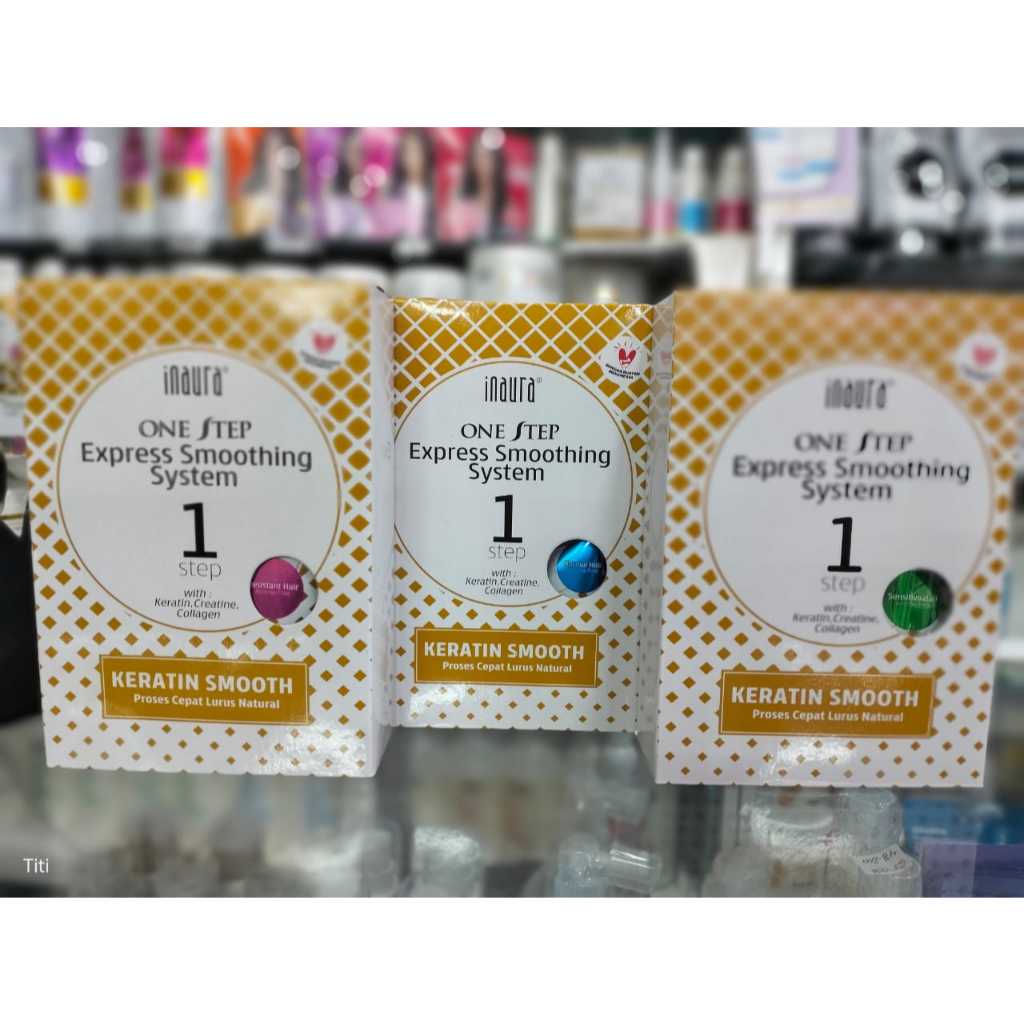 inaura®
ONE STEP
Express Smoothing
System
1
step
with :
Keratin,Creatine,
Collagen
Resistant Hair
KERATIN SMOOTH
Proses Cepat Lurus Natural
inaura®
ONE STEP
Express Smoothing
System
1
step
with :
Keratin,Creatine,
Collagen
KERATIN SMOOTH
Proses Cepat Lurus Natural
inaura
ONE STEP
Express Smoothing
System
1
step
with :
Keratin,Creatine,
Collagen
KERATIN SMOOTH
Proses Cepat Lurus Natural
Titi